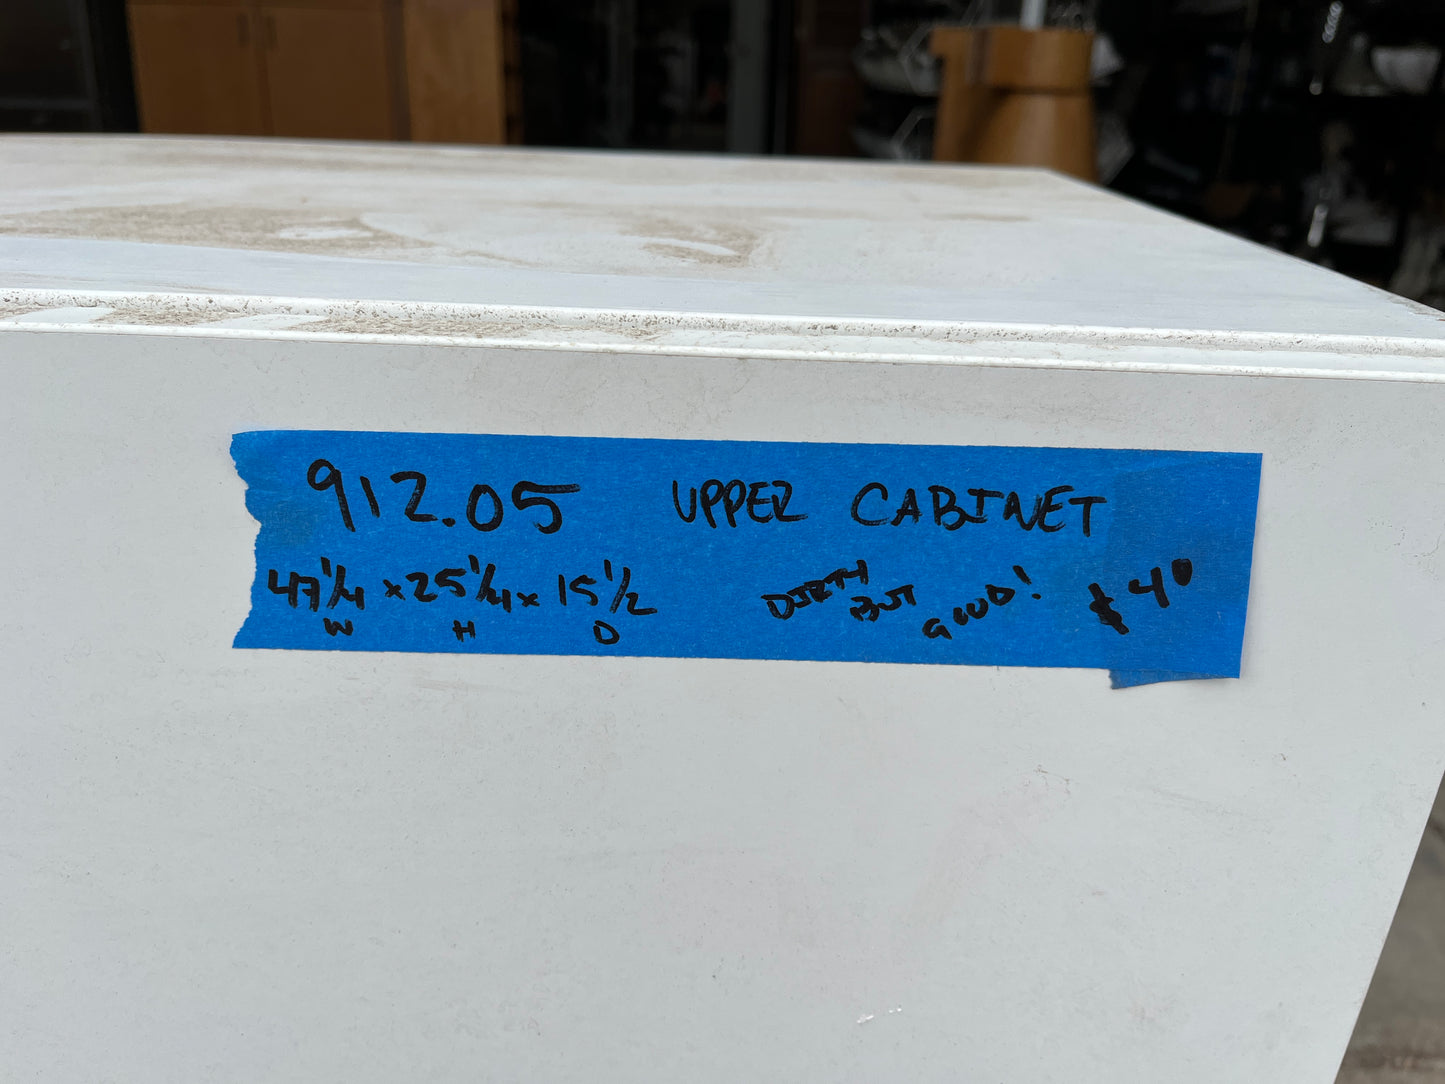 912.05 UPPER CABINET
47 1/4 x 25 1/4 x 15 1/2 DIRTY BUT GOOD! $40
W H D